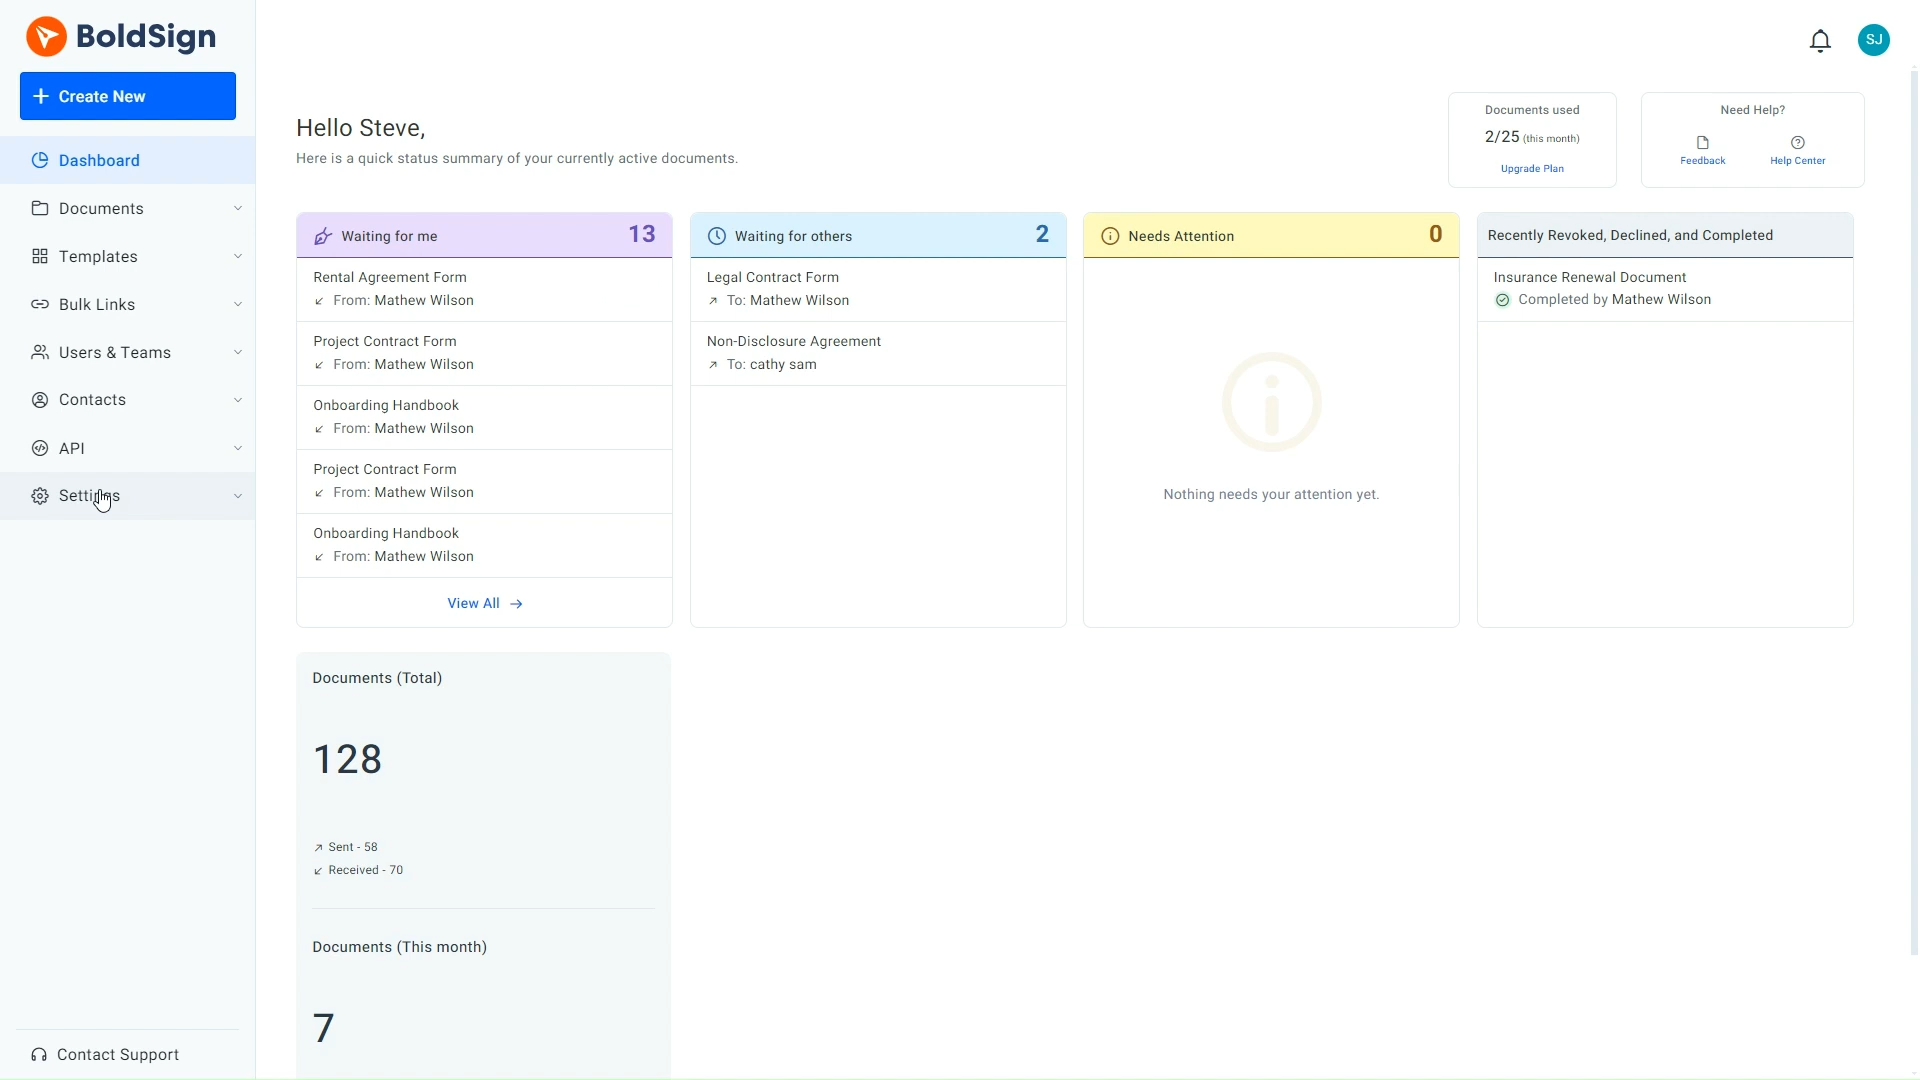 BoldSign
Create New
Dashboard
Documents
Templates
Bulk Links
Users & Teams
Contacts
API
Settings
Contact Support
SJ
Hello Steve,
Here is a quick status summary of your currently active documents.
Documents used
2/25 (this month)
Upgrade Plan
Need Help?
Feedback
Help Center
Waiting for me 13
Rental Agreement Form
From: Mathew Wilson
Project Contract Form
From: Mathew Wilson
Onboarding Handbook
From: Mathew Wilson
Project Contract Form
From: Mathew Wilson
Onboarding Handbook
From: Mathew Wilson
View All
Waiting for others 2
Legal Contract Form
To: Mathew Wilson
Non-Disclosure Agreement
To: cathy sam
Needs Attention 0
Nothing needs your attention yet.
Recently Revoked, Declined, and Completed
Insurance Renewal Document
Completed by Mathew Wilson
Documents (Total)
128
Sent - 58
Received - 70
Documents (This month)
7